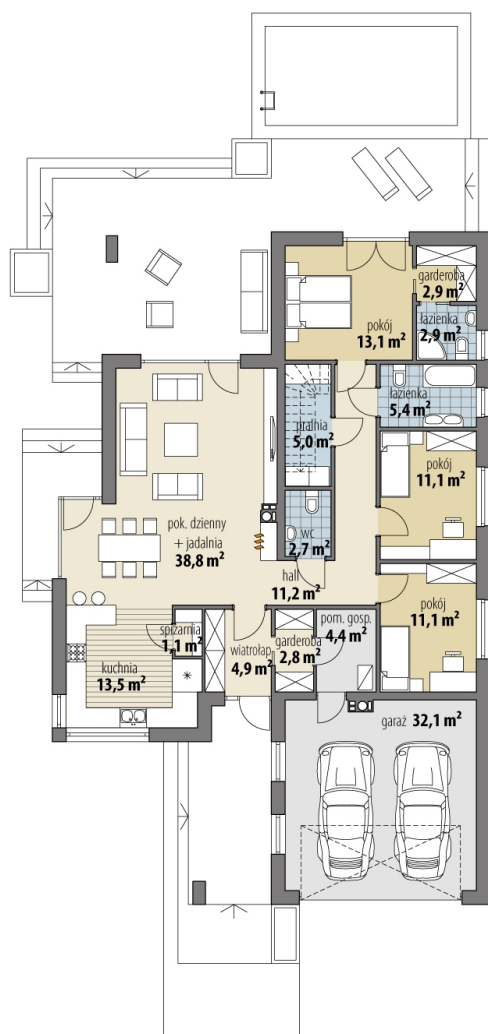 garderoba
2,9 m²
łazienka
2,9 m²
pokój
13,1 m²
łazienka
5,4 m²
pralnia
5,0 m²
pokój
11,1 m²
pok. dzienny
+ jadalnia
38,8 m²
wc
2,7 m²
hall
11,2 m²
pokój
11,1 m²
spiżarnia
1,1 m²
wiatrołap
4,9 m²
garderoba
2,8 m²
pom. gosp.
4,4 m²
kuchnia
13,5 m²
garaż 32,1 m²